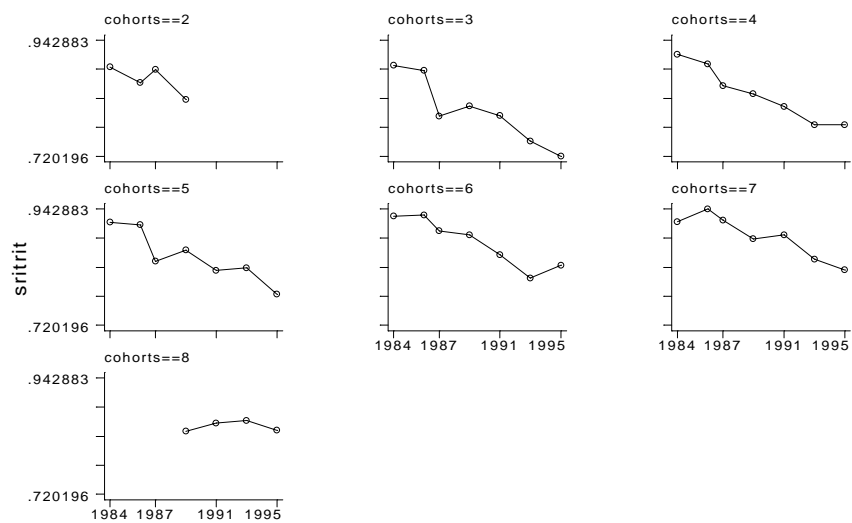 cohorts==2
cohorts==3
cohorts==4
.942883
.720196
cohorts==5
cohorts==6
cohorts==7
.942883
.720196
1984 1987 1991 1995
1984 1987 1991 1995
cohorts==8
.942883
.720196
1984 1987 1991 1995
sritrit